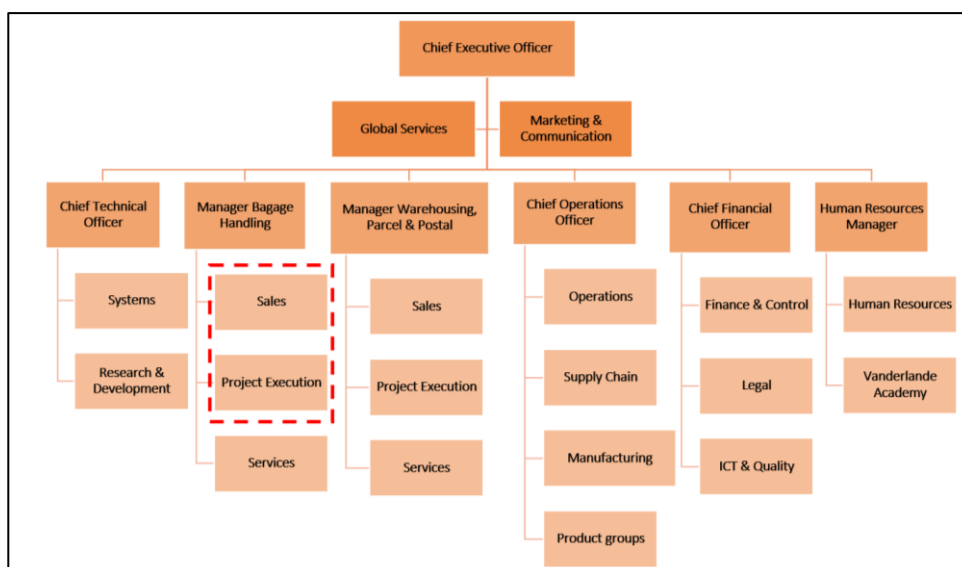 Chief Executive Officer
Global Services
Marketing &
Communication
Chief Technical
Officer
Manager Bagage
Handling
Manager Warehousing,
Parcel & Postal
Chief Operations
Officer
Chief Financial
Officer
Human Resources
Manager
Systems
Research &
Development
Sales
Project Execution
Services
Sales
Project Execution
Services
Operations
Supply Chain
Manufacturing
Product groups
Finance & Control
Legal
ICT & Quality
Human Resources
Vanderlande
Academy